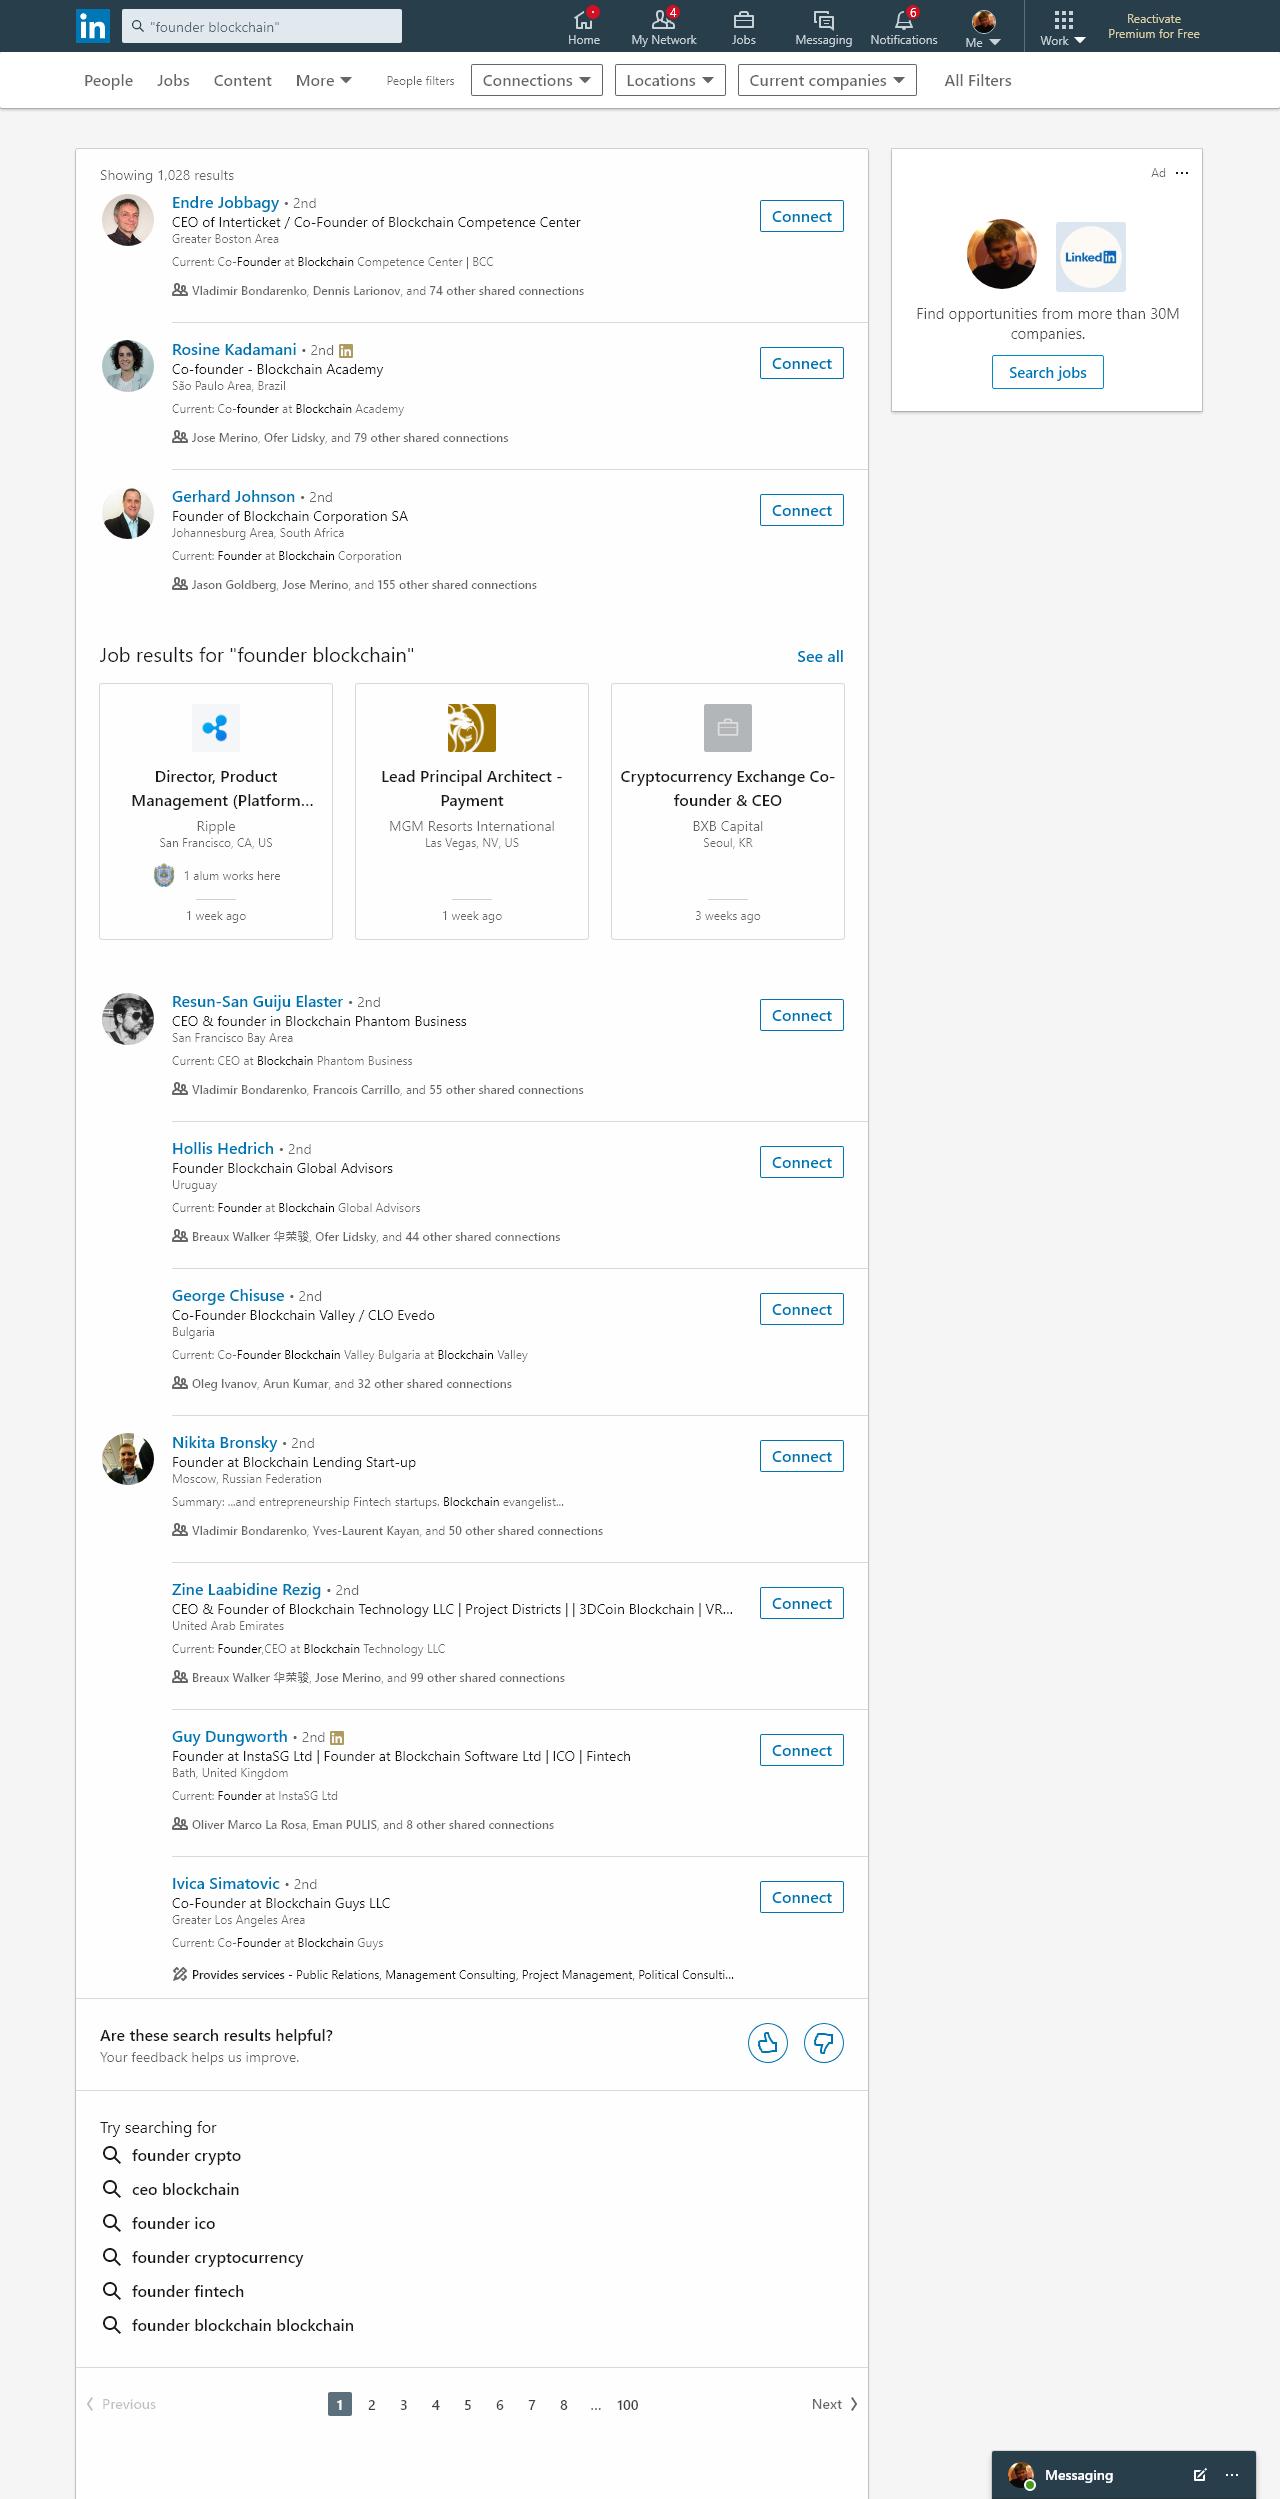 in
"founder blockchain"
Home
4
My Network
Jobs
Messaging
6
Notifications
Me
Work
Reactivate
Premium for Free
People
Jobs
Content
More
People filters
Connections
Locations
Current companies
All Filters
Showing 1,028 results
Endre Jobbagy • 2nd
CEO of Interticket / Co-Founder of Blockchain Competence Center
Greater Boston Area
Current: Co-Founder at Blockchain Competence Center | BCC
Vladimir Bondarenko, Dennis Larionov, and 74 other shared connections
Connect
Rosine Kadamani • 2nd in
Co-founder - Blockchain Academy
São Paulo Area, Brazil
Current: Co-founder at Blockchain Academy
Jose Merino, Ofer Lidsky, and 79 other shared connections
Connect
Gerhard Johnson • 2nd
Founder of Blockchain Corporation SA
Johannesburg Area, South Africa
Current: Founder at Blockchain Corporation
Jason Goldberg, Jose Merino, and 155 other shared connections
Connect
Ad
Linkedin
Find opportunities from more than 30M
companies.
Search jobs
Job results for "founder blockchain"
See all
Director, Product
Management (Platform...
Ripple
San Francisco, CA, US
1 alum works here
1 week ago
Lead Principal Architect -
Payment
MGM Resorts International
Las Vegas, NV, US
1 week ago
Cryptocurrency Exchange Co-
founder & CEO
BXB Capital
Seoul, KR
3 weeks ago
Resun-San Guiju Elaster • 2nd
CEO & founder in Blockchain Phantom Business
San Francisco Bay Area
Current: CEO at Blockchain Phantom Business
Vladimir Bondarenko, Francois Carrillo, and 55 other shared connections
Connect
Hollis Hedrich • 2nd
Founder Blockchain Global Advisors
Uruguay
Current: Founder at Blockchain Global Advisors
Breaux Walker 华荣骏, Ofer Lidsky, and 44 other shared connections
Connect
George Chisuse • 2nd
Co-Founder Blockchain Valley / CLO Evedo
Bulgaria
Current: Co-Founder Blockchain Valley Bulgaria at Blockchain Valley
Oleg Ivanov, Arun Kumar, and 32 other shared connections
Connect
Nikita Bronsky • 2nd
Founder at Blockchain Lending Start-up
Moscow, Russian Federation
Summary: ...and entrepreneurship Fintech startups. Blockchain evangelist...
Vladimir Bondarenko, Yves-Laurent Kayan, and 50 other shared connections
Connect
Zine Laabidine Rezig • 2nd
CEO & Founder of Blockchain Technology LLC | Project Districts | | 3DCoin Blockchain | VR...
United Arab Emirates
Current: Founder,CEO at Blockchain Technology LLC
Breaux Walker 华荣骏, Jose Merino, and 99 other shared connections
Connect
Guy Dungworth • 2nd in
Founder at InstaSG Ltd | Founder at Blockchain Software Ltd | ICO | Fintech
Bath, United Kingdom
Current: Founder at InstaSG Ltd
Oliver Marco La Rosa, Eman PULIS, and 8 other shared connections
Connect
Ivica Simatovic • 2nd
Co-Founder at Blockchain Guys LLC
Greater Los Angeles Area
Current: Co-Founder at Blockchain Guys
Provides services - Public Relations, Management Consulting, Project Management, Political Consulti...
Connect
Are these search results helpful?
Your feedback helps us improve.
Try searching for
founder crypto
ceo blockchain
founder ico
founder cryptocurrency
founder fintech
founder blockchain blockchain
Previous
1 2 3 4 5 6 7 8 ... 100
Next
Messaging